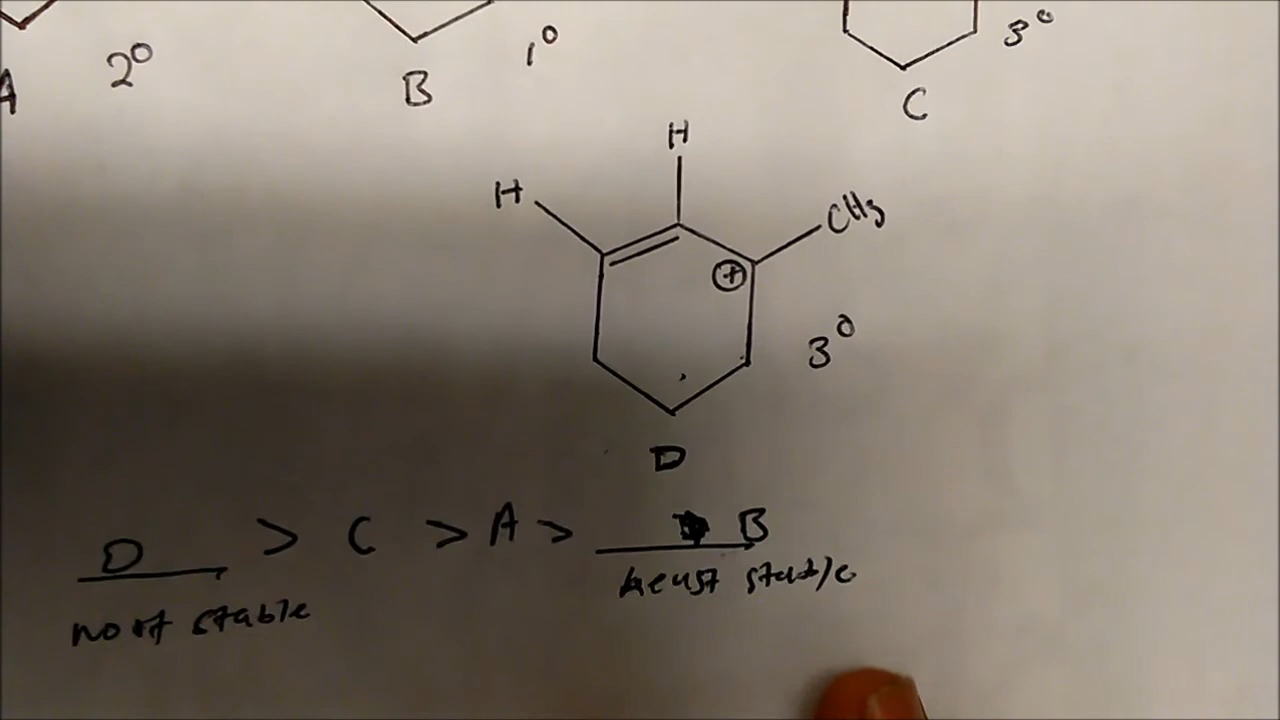 A 2° B 1° C 3°
H
H CH3
⊕
3°
D
D > C > A > B
most stable least stable